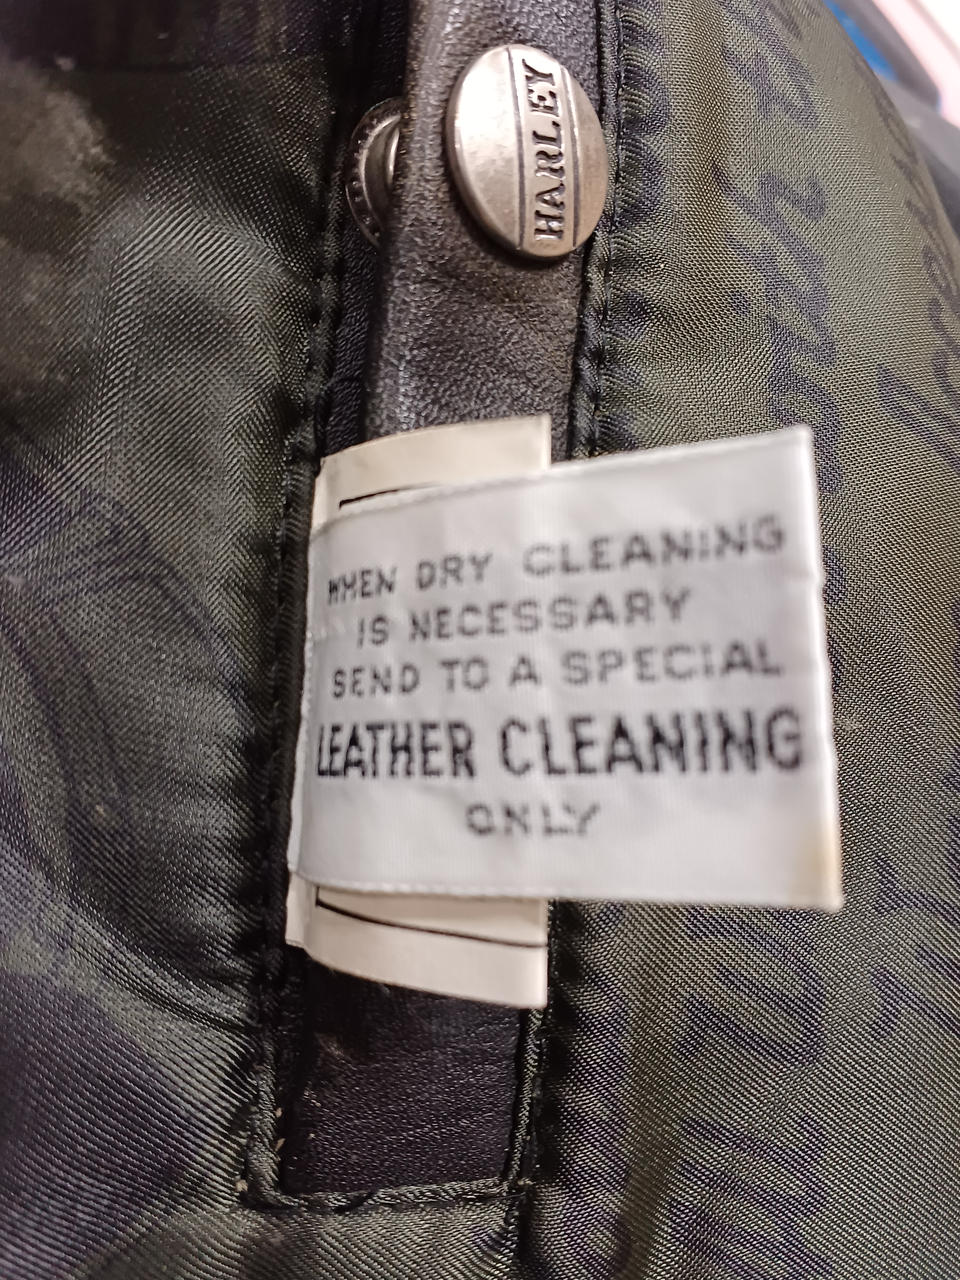 HARLEY
WHEN DRY CLEANING
IS NECESSARY
SEND TO A SPECIAL
LEATHER CLEANING
ONLY